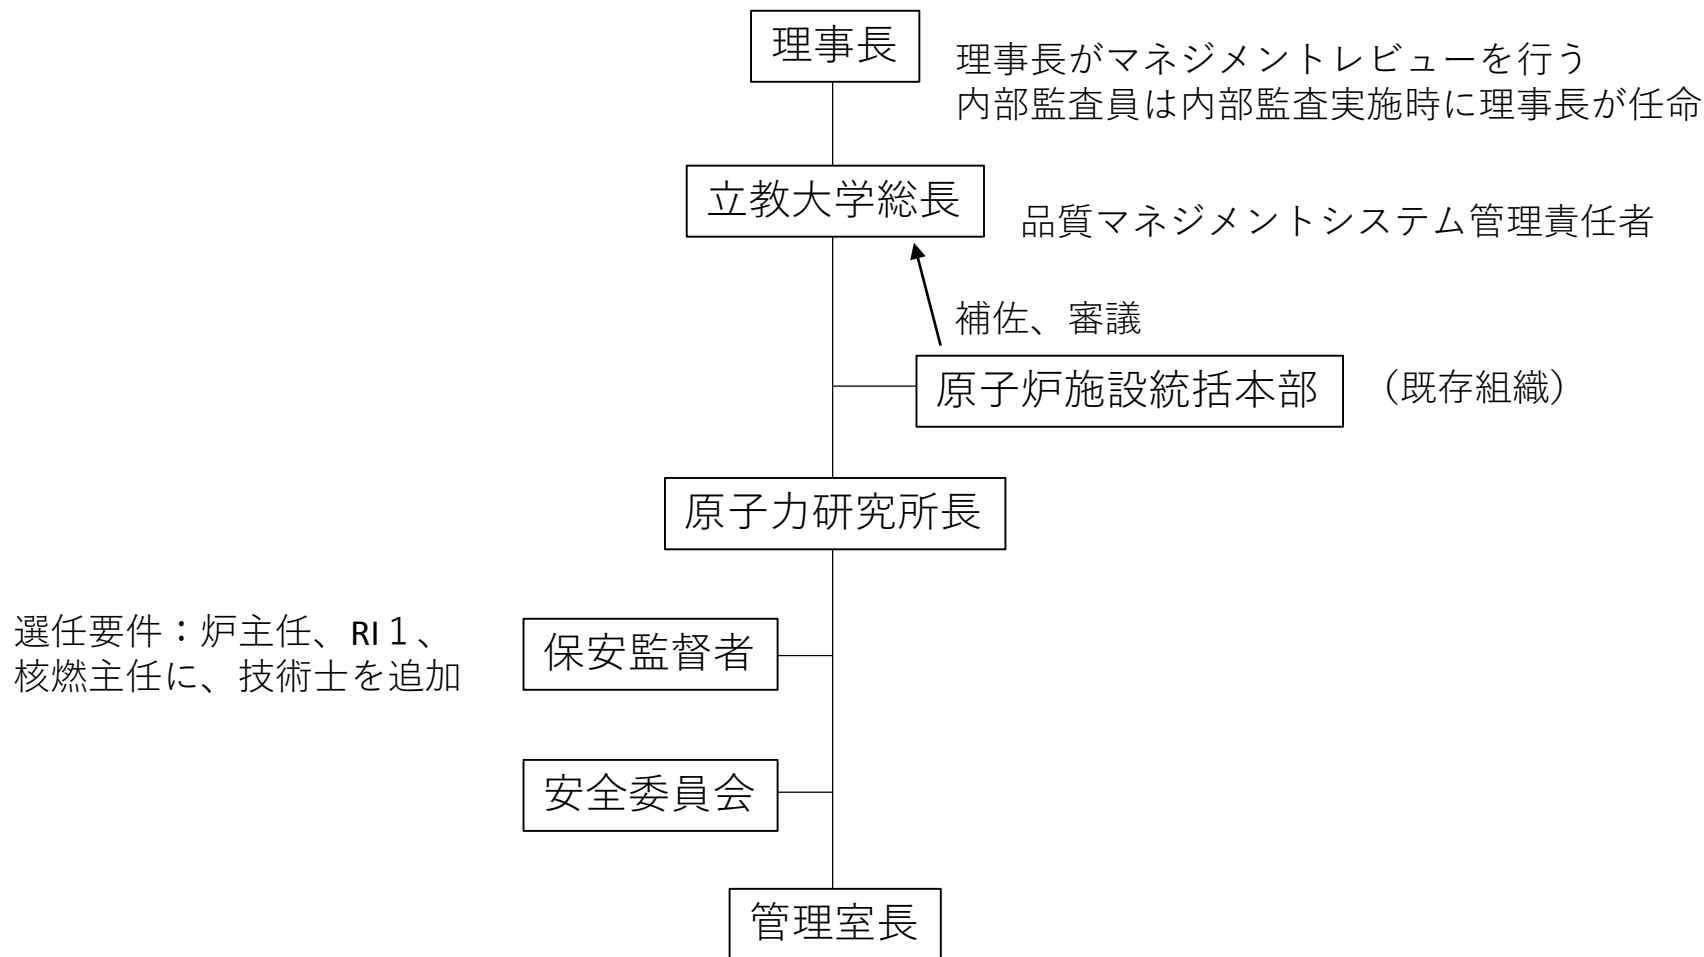 理事長
理事長がマネジメントレビューを行う
内部監査員は内部監査実施時に理事長が任命
立教大学総長
品質マネジメントシステム管理責任者
補佐、審議
原子炉施設統括本部
（既存組織）
原子力研究所長
選任要件：炉主任、RI１、
核燃主任に、技術士を追加
保安監督者
安全委員会
管理室長